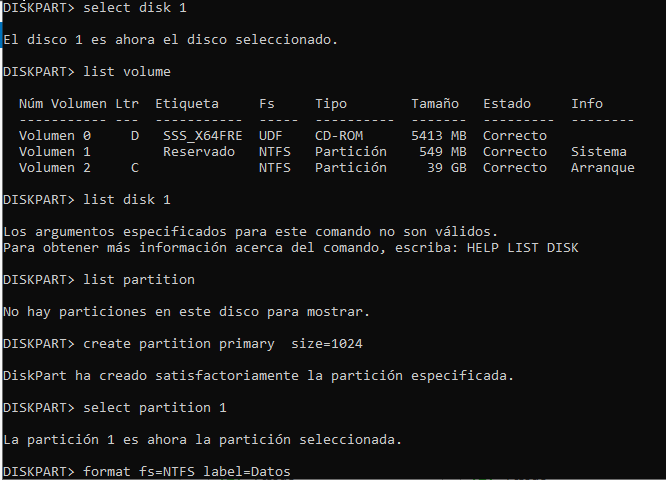 DISKPART> select disk 1
El disco 1 es ahora el disco seleccionado.
DISKPART> list volume
Núm Volumen Ltr  Etiqueta     Fs     Tipo        Tamaño   Estado     Info
----------- ---  -----------  -----  ----------  -------  ---------  --------
Volumen 0     D   SSS_X64FRE  UDF    CD-ROM      5413 MB  Correcto
Volumen 1         Reservado   NTFS   Partición    549 MB  Correcto   Sistema
Volumen 2     C               NTFS   Partición     39 GB  Correcto   Arranque
DISKPART> list disk 1
Los argumentos especificados para este comando no son válidos.
Para obtener más información acerca del comando, escriba: HELP LIST DISK
DISKPART> list partition
No hay particiones en este disco para mostrar.
DISKPART> create partition primary  size=1024
DiskPart ha creado satisfactoriamente la partición especificada.
DISKPART> select partition 1
La partición 1 es ahora la partición seleccionada.
DISKPART> format fs=NTFS label=Datos